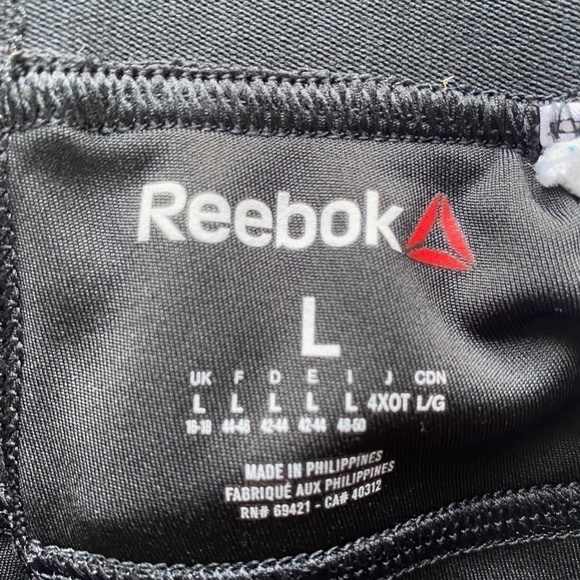 Reebok
L
UK F D E I J CDN
L L L L L 4XOT L/G
16-18 44-46 42-44 42-44 48-50
MADE IN PHILIPPINES
FABRIQUÉ AUX PHILIPPINES
RN# 69421 - CA# 40312